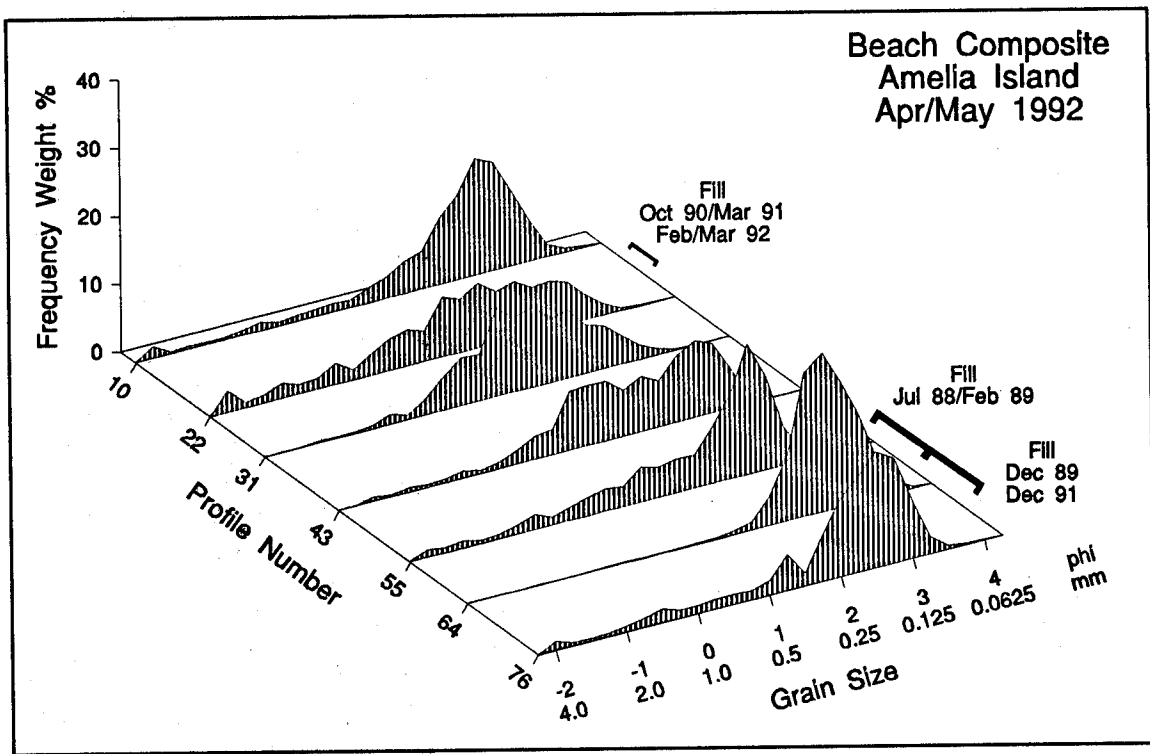 Beach Composite
Amelia Island
Apr/May 1992
Frequency Weight %
40
30
20
10
0
Fill
Oct 90/Mar 91
Feb/Mar 92
Fill
Jul 88/Feb 89
Fill
Dec 89
Dec 91
10
22
31
43
55
64
76
Profile Number
-2 -1 0 1 2 3 4 phi
4.0 2.0 1.0 0.5 0.25 0.125 0.0625 mm
Grain Size